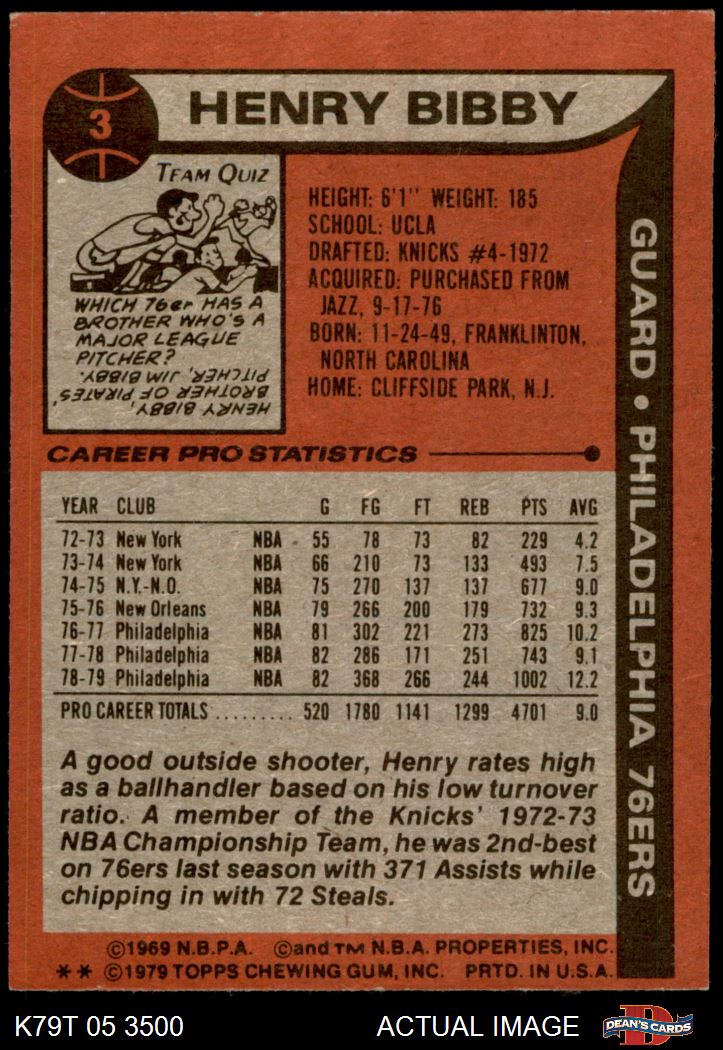 3
HENRY BIBBY
TEAM QUIZ
WHICH 76er HAS A
BROTHER WHO'S A
MAJOR LEAGUE
PITCHER?
HENRY BIBBY,
BROTHER OF PIRATES'
PITCHER, JIM BIBBY.
HEIGHT: 6'1" WEIGHT: 185
SCHOOL: UCLA
DRAFTED: KNICKS #4-1972
ACQUIRED: PURCHASED FROM
JAZZ, 9-17-76
BORN: 11-24-49, FRANKLINTON,
NORTH CAROLINA
HOME: CLIFFSIDE PARK, N.J.
GUARD • PHILADELPHIA 76ERS
CAREER PRO STATISTICS
YEAR CLUB G FG FT REB PTS AVG
72-73 New York NBA 55 78 73 82 229 4.2
73-74 New York NBA 66 210 73 133 493 7.5
74-75 N.Y.-N.O. NBA 75 270 137 137 677 9.0
75-76 New Orleans NBA 79 266 200 179 732 9.3
76-77 Philadelphia NBA 81 302 221 273 825 10.2
77-78 Philadelphia NBA 82 286 171 251 743 9.1
78-79 Philadelphia NBA 82 368 266 244 1002 12.2
PRO CAREER TOTALS ......... 520 1780 1141 1299 4701 9.0
A good outside shooter, Henry rates high
as a ballhandler based on his low turnover
ratio. A member of the Knicks' 1972-73
NBA Championship Team, he was 2nd-best
on 76ers last season with 371 Assists while
chipping in with 72 Steals.
©1969 N.B.P.A. ©and TM N.B.A. PROPERTIES, INC.
** ©1979 TOPPS CHEWING GUM, INC. PRTD. IN U.S.A.
K79T 05 3500 ACTUAL IMAGE
D
DEAN'S CARDS